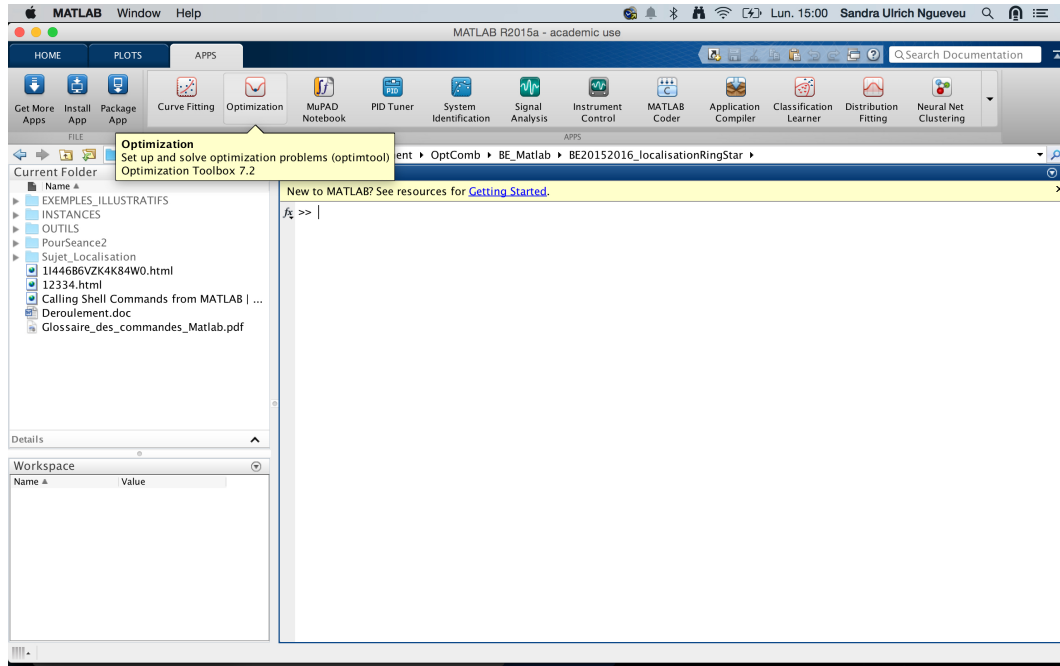 MATLAB Window Help Lun. 15:00 Sandra Ulrich Ngueveu
MATLAB R2015a - academic use
HOME PLOTS APPS Search Documentation
Get More Apps Install App Package App Curve Fitting Optimization MuPAD Notebook PID Tuner System Identification Signal Analysis Instrument Control MATLAB Coder Application Compiler Classification Learner Distribution Fitting Neural Net Clustering
FILE APPS
Optimization
Set up and solve optimization problems (optimtool)
Optimization Toolbox 7.2
OptComb BE_Matlab BE20152016_localisationRingStar
Current Folder
Name
EXEMPLES_ILLUSTRATIFS
INSTANCES
OUTILS
PourSeance2
Sujet_Localisation
1I446B6VZK4K84W0.html
12334.html
Calling Shell Commands from MATLAB | ...
Deroulement.doc
Glossaire_des_commandes_Matlab.pdf
Details
Workspace
Name Value
New to MATLAB? See resources for Getting Started.
fx >>